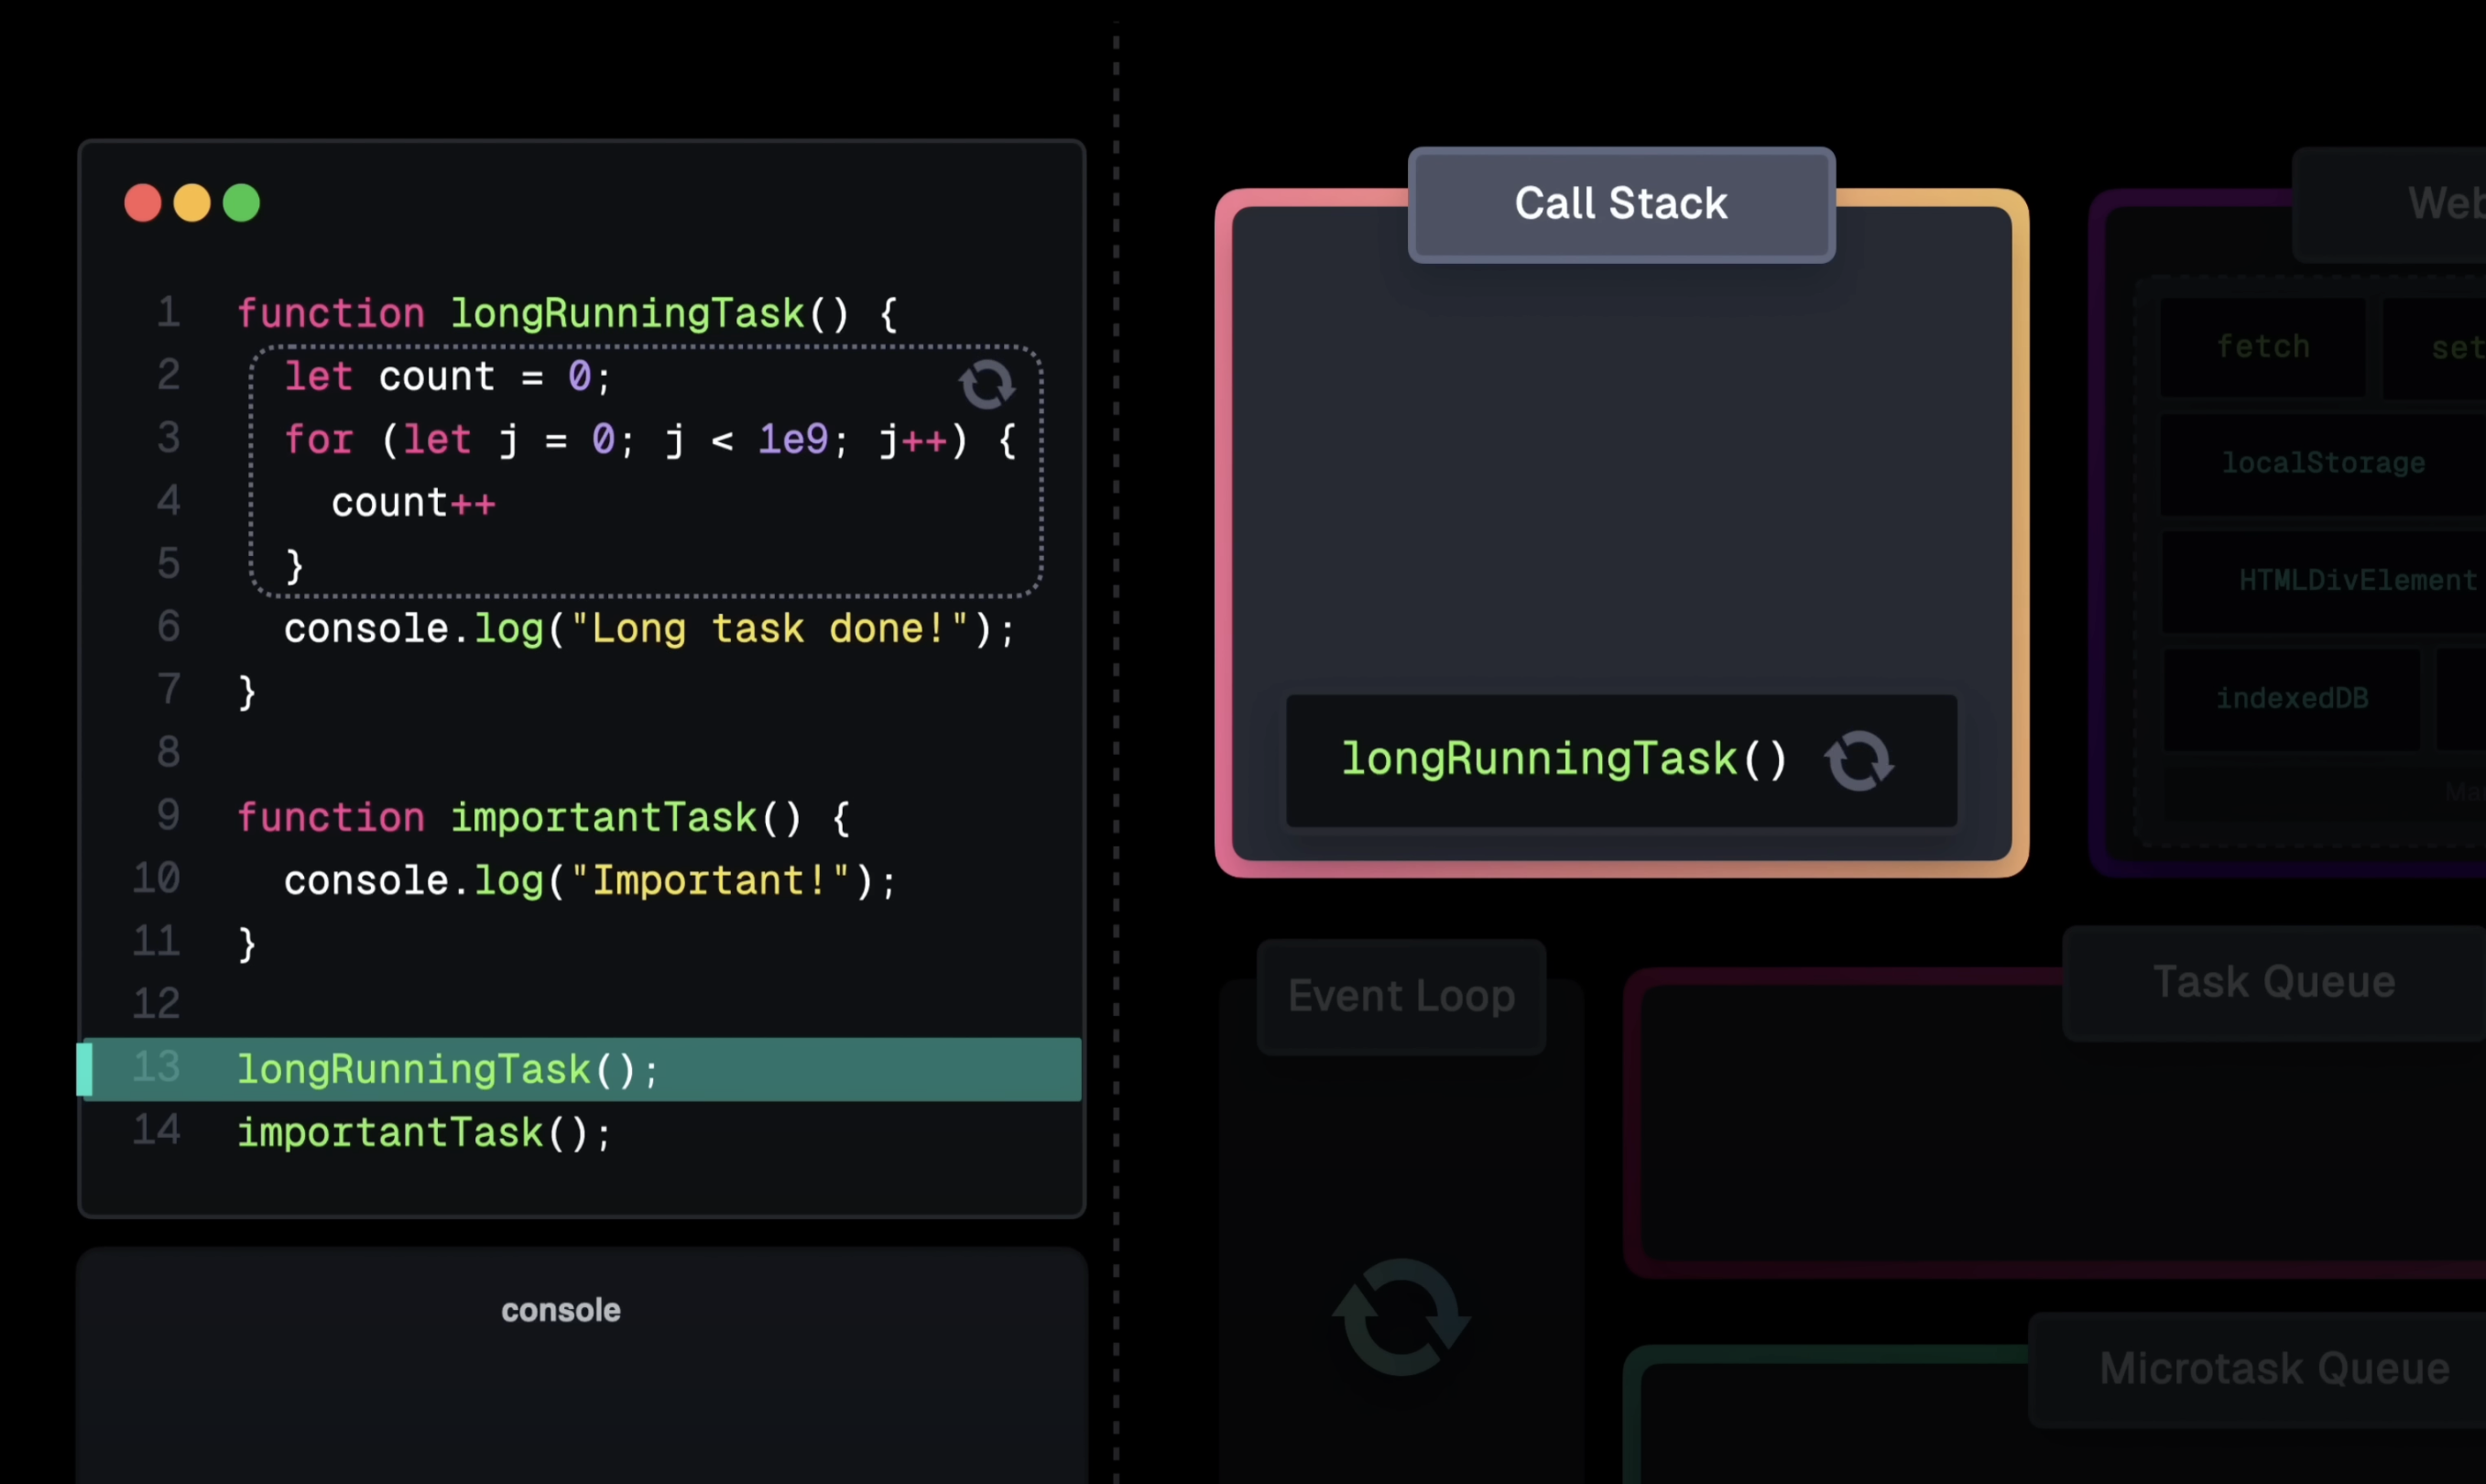 1 function longRunningTask() {
2 let count = 0;
3 for (let j = 0; j < 1e9; j++) {
4 count++
5 }
6 console.log("Long task done!");
7 }
8
9 function importantTask() {
10 console.log("Important!");
11 }
12
13 longRunningTask();
14 importantTask();
console
Call Stack
longRunningTask()
Web
fetch
set
localStorage
HTMLDivElement
indexedDB
Event Loop
Task Queue
Microtask Queue